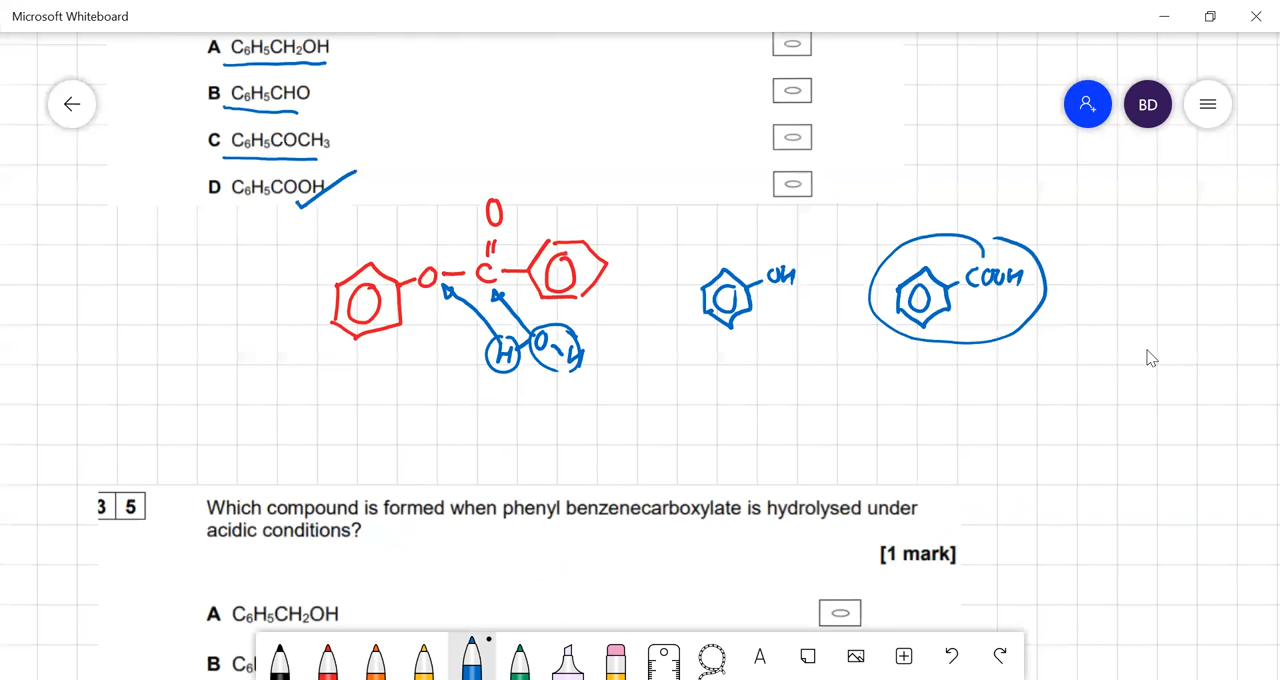 Microsoft Whiteboard
A C₆H₅CH₂OH
B C₆H₅CHO
BD
C C₆H₅COCH₃
D C₆H₅COOH
O
O C
OH
COOH
H O H
3 5 Which compound is formed when phenyl benzenecarboxylate is hydrolysed under
acidic conditions?
[1 mark]
A C₆H₅CH₂OH
B C₆
A